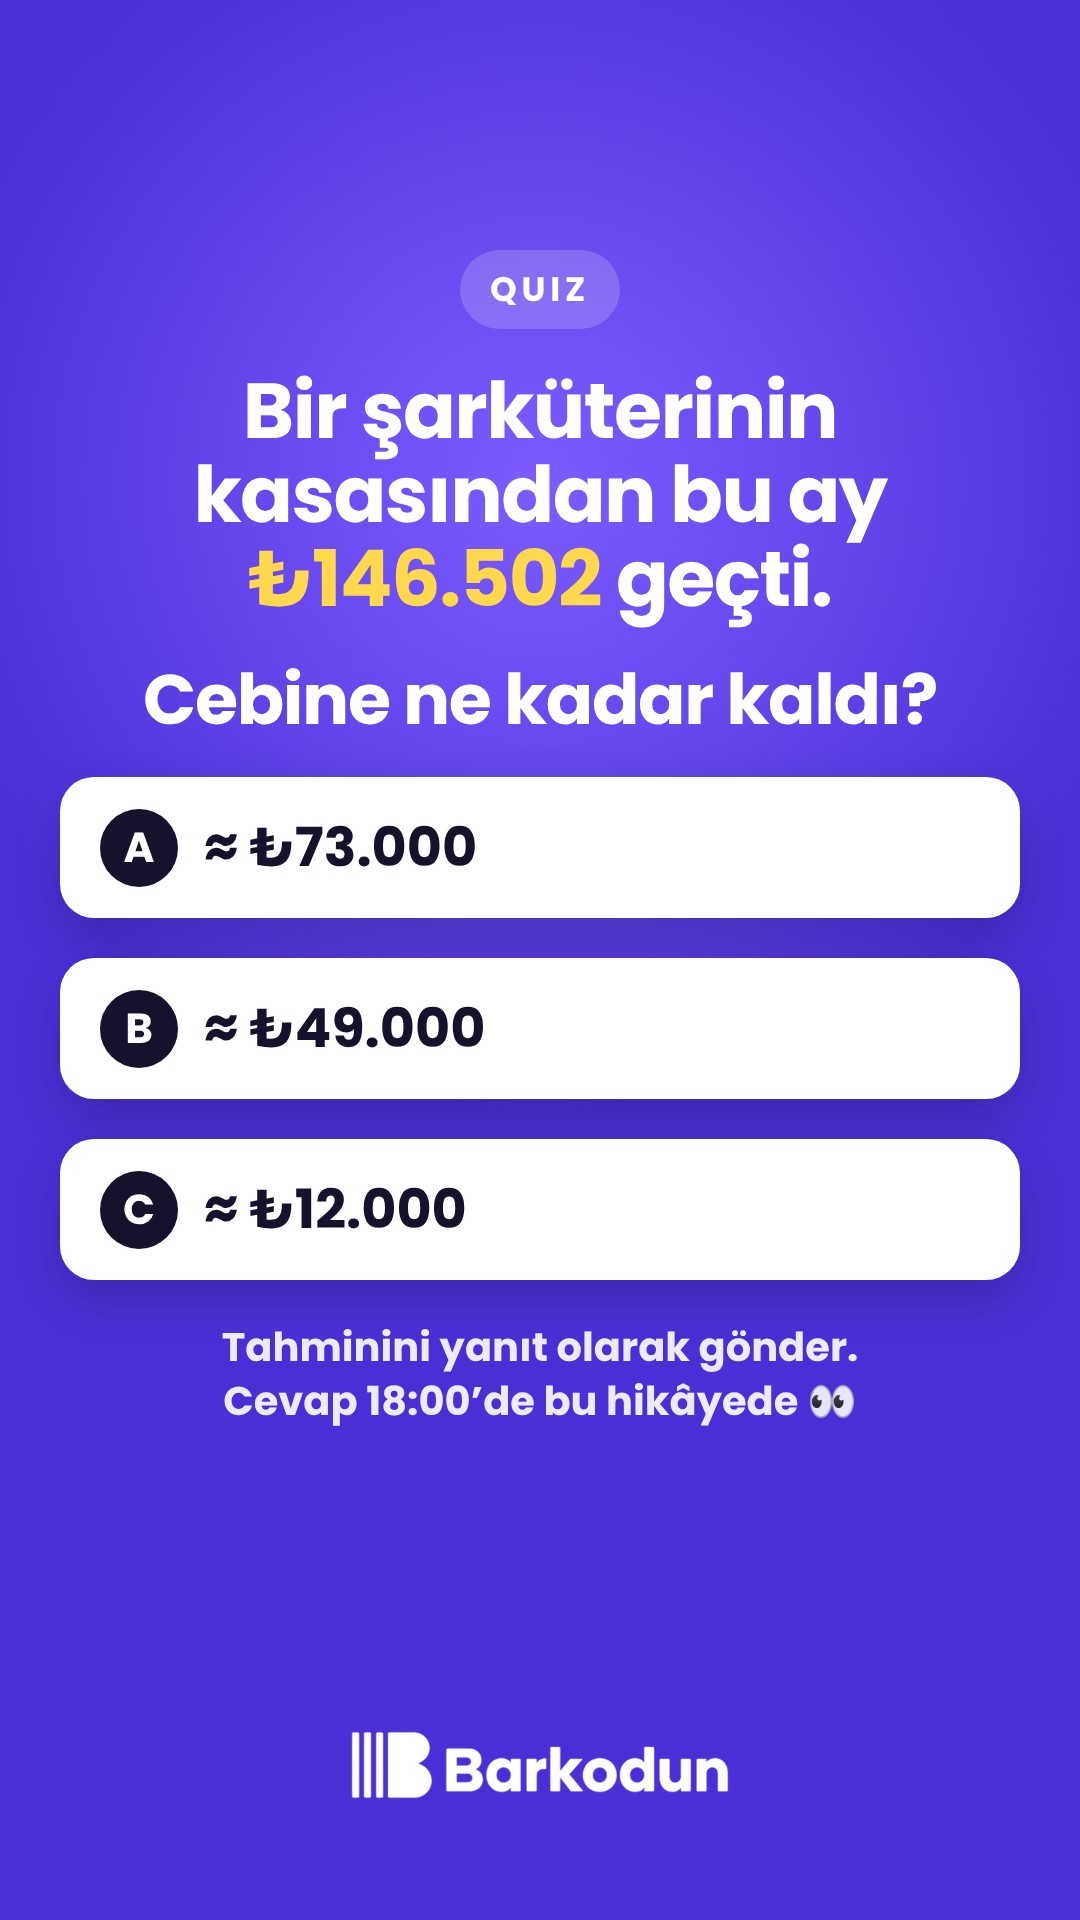 QUIZ
Bir şarküterinin
kasasından bu ay
₺146.502 geçti.
Cebine ne kadar kaldı?
A ≈ ₺73.000
B ≈ ₺49.000
C ≈ ₺12.000
Tahminini yanıt olarak gönder.
Cevap 18:00’de bu hikâyede 👀
Barkodun